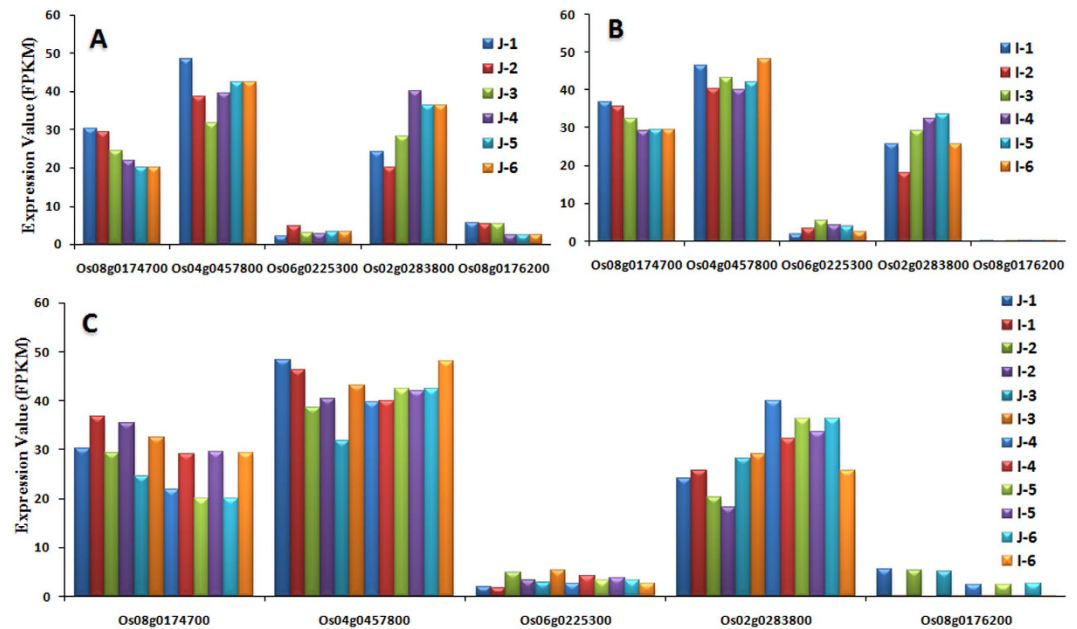 A
Expression Value (FPKM)
60
50
40
30
20
10
0
J-1
J-2
J-3
J-4
J-5
J-6
Os08g0174700 Os04g0457800 Os06g0225300 Os02g0283800 Os08g0176200
B
60
50
40
30
20
10
0
I-1
I-2
I-3
I-4
I-5
I-6
Os08g0174700 Os04g0457800 Os06g0225300 Os02g0283800 Os08g0176200
C
Expression Value (FPKM)
60
50
40
30
20
10
0
J-1
I-1
J-2
I-2
J-3
I-3
J-4
I-4
J-5
I-5
J-6
I-6
Os08g0174700 Os04g0457800 Os06g0225300 Os02g0283800 Os08g0176200